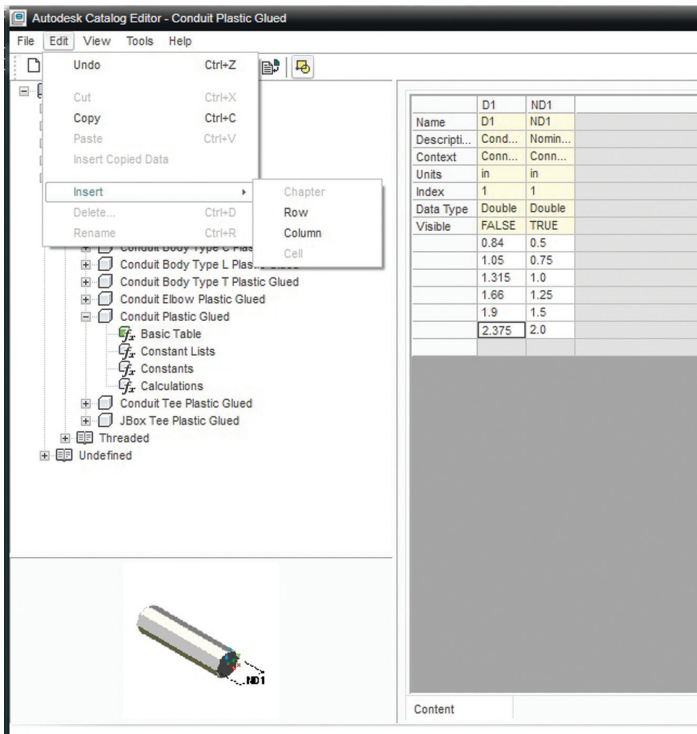 Autodesk Catalog Editor - Conduit Plastic Glued
File Edit View Tools Help
Undo Ctrl+Z
Cut Ctrl+X
Copy Ctrl+C
Paste Ctrl+V
Insert Copied Data
Insert
Delete... Ctrl+D
Rename Ctrl+R
Chapter
Row
Column
Cell
Conduit Body Type C Plas
Conduit Body Type L Plastic Glued
Conduit Body Type T Plastic Glued
Conduit Elbow Plastic Glued
Conduit Plastic Glued
Basic Table
Constant Lists
Constants
Calculations
Conduit Tee Plastic Glued
JBox Tee Plastic Glued
Threaded
Undefined
D1 ND1
Name D1 ND1
Descripti... Cond... Nomin...
Context Conn... Conn...
Units in in
Index 1 1
Data Type Double Double
Visible FALSE TRUE
0.84 0.5
1.05 0.75
1.315 1.0
1.66 1.25
1.9 1.5
2.375 2.0
ND1
Content